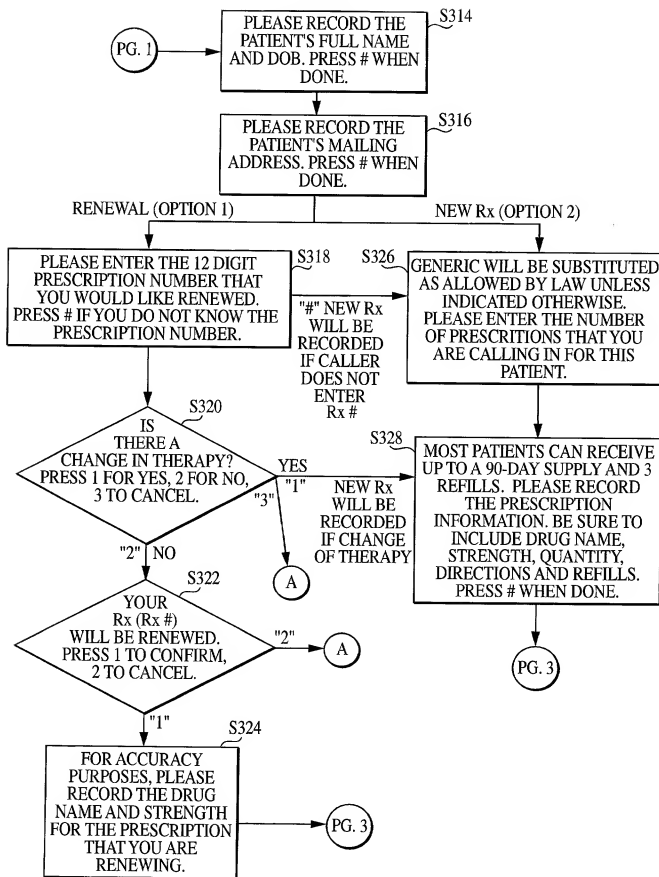 S314
PLEASE RECORD THE
PATIENT'S FULL NAME
AND DOB. PRESS # WHEN
DONE.
PG. 1
S316
PLEASE RECORD THE
PATIENT'S MAILING
ADDRESS. PRESS # WHEN
DONE.
RENEWAL (OPTION 1)
NEW Rx (OPTION 2)
S318
PLEASE ENTER THE 12 DIGIT
PRESCRIPTION NUMBER THAT
YOU WOULD LIKE RENEWED.
PRESS # IF YOU DO NOT KNOW THE
PRESCRIPTION NUMBER.
"#" NEW Rx
WILL BE
RECORDED
IF CALLER
DOES NOT
ENTER
Rx #
S326
GENERIC WILL BE SUBSTITUTED
AS ALLOWED BY LAW UNLESS
INDICATED OTHERWISE.
PLEASE ENTER THE NUMBER
OF PRESCRITIONS THAT YOU
ARE CALLING IN FOR THIS
PATIENT.
S320
IS
THERE A
CHANGE IN THERAPY?
PRESS 1 FOR YES, 2 FOR NO,
3 TO CANCEL.
YES
"1"
"3"
NEW Rx
WILL BE
RECORDED
IF CHANGE
OF THERAPY
A
S328
MOST PATIENTS CAN RECEIVE
UP TO A 90-DAY SUPPLY AND 3
REFILLS. PLEASE RECORD
THE PRESCRIPTION
INFORMATION. BE SURE TO
INCLUDE DRUG NAME,
STRENGTH, QUANTITY,
DIRECTIONS AND REFILLS.
PRESS # WHEN DONE.
PG. 3
"2" NO
S322
YOUR
Rx (Rx #)
WILL BE RENEWED.
PRESS 1 TO CONFIRM,
2 TO CANCEL.
"2"
A
"1"
S324
FOR ACCURACY
PURPOSES, PLEASE
RECORD THE DRUG
NAME AND STRENGTH
FOR THE PRESCRIPTION
THAT YOU ARE
RENEWING.
PG. 3